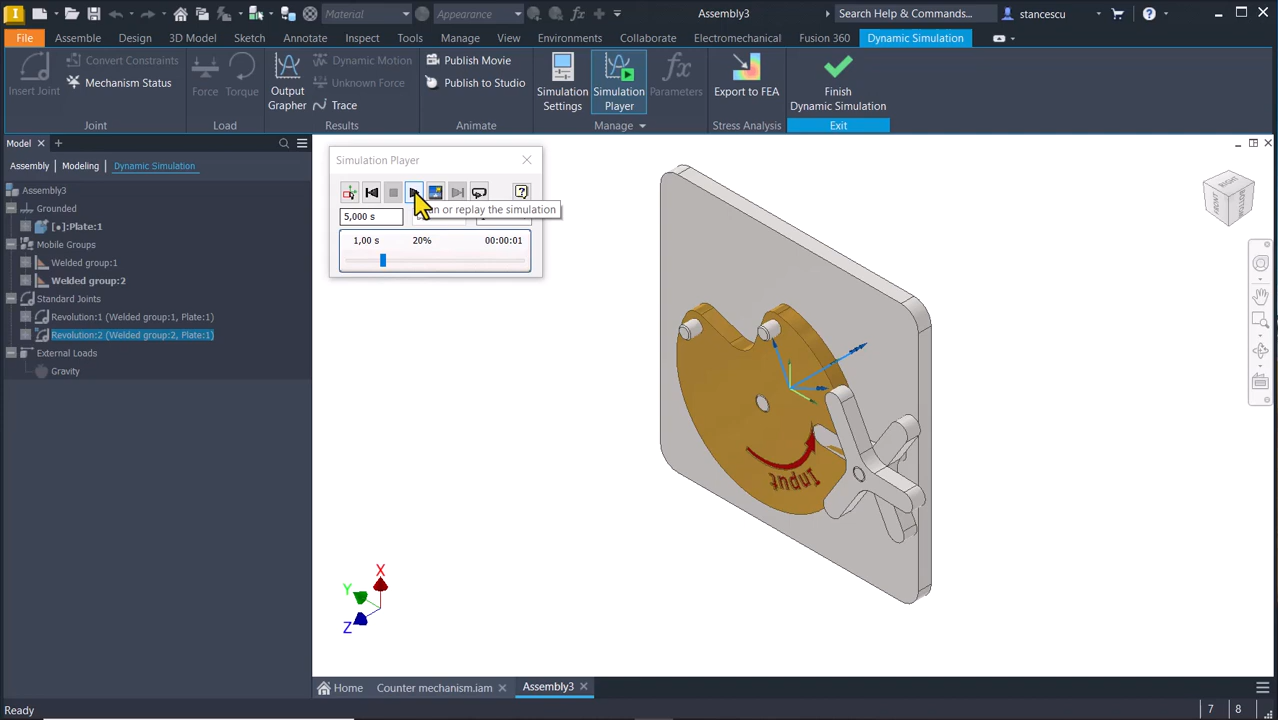 Material
Appearance
Assembly3
Search Help & Commands...
stancescu
File
Assemble
Design
3D Model
Sketch
Annotate
Inspect
Tools
Manage
View
Environments
Collaborate
Electromechanical
Fusion 360
Dynamic Simulation
Insert Joint
Convert Constraints
Mechanism Status
Force
Torque
Output Grapher
Dynamic Motion
Unknown Force
Trace
Publish Movie
Publish to Studio
Simulation Settings
Simulation Player
Parameters
Export to FEA
Finish Dynamic Simulation
Joint
Load
Results
Animate
Manage
Stress Analysis
Exit
Model
Assembly
Modeling
Dynamic Simulation
Assembly3
Grounded
[•]:Plate:1
Mobile Groups
Welded group:1
Welded group:2
Standard Joints
Revolution:1 (Welded group:1, Plate:1)
Revolution:2 (Welded group:2, Plate:1)
External Loads
Gravity
Simulation Player
or replay the simulation
5,000 s
1,00 s 20% 00:00:01
Input
RIGHT
X
Y
Z
Home
Counter mechanism.iam
Assembly3
Ready
7 8